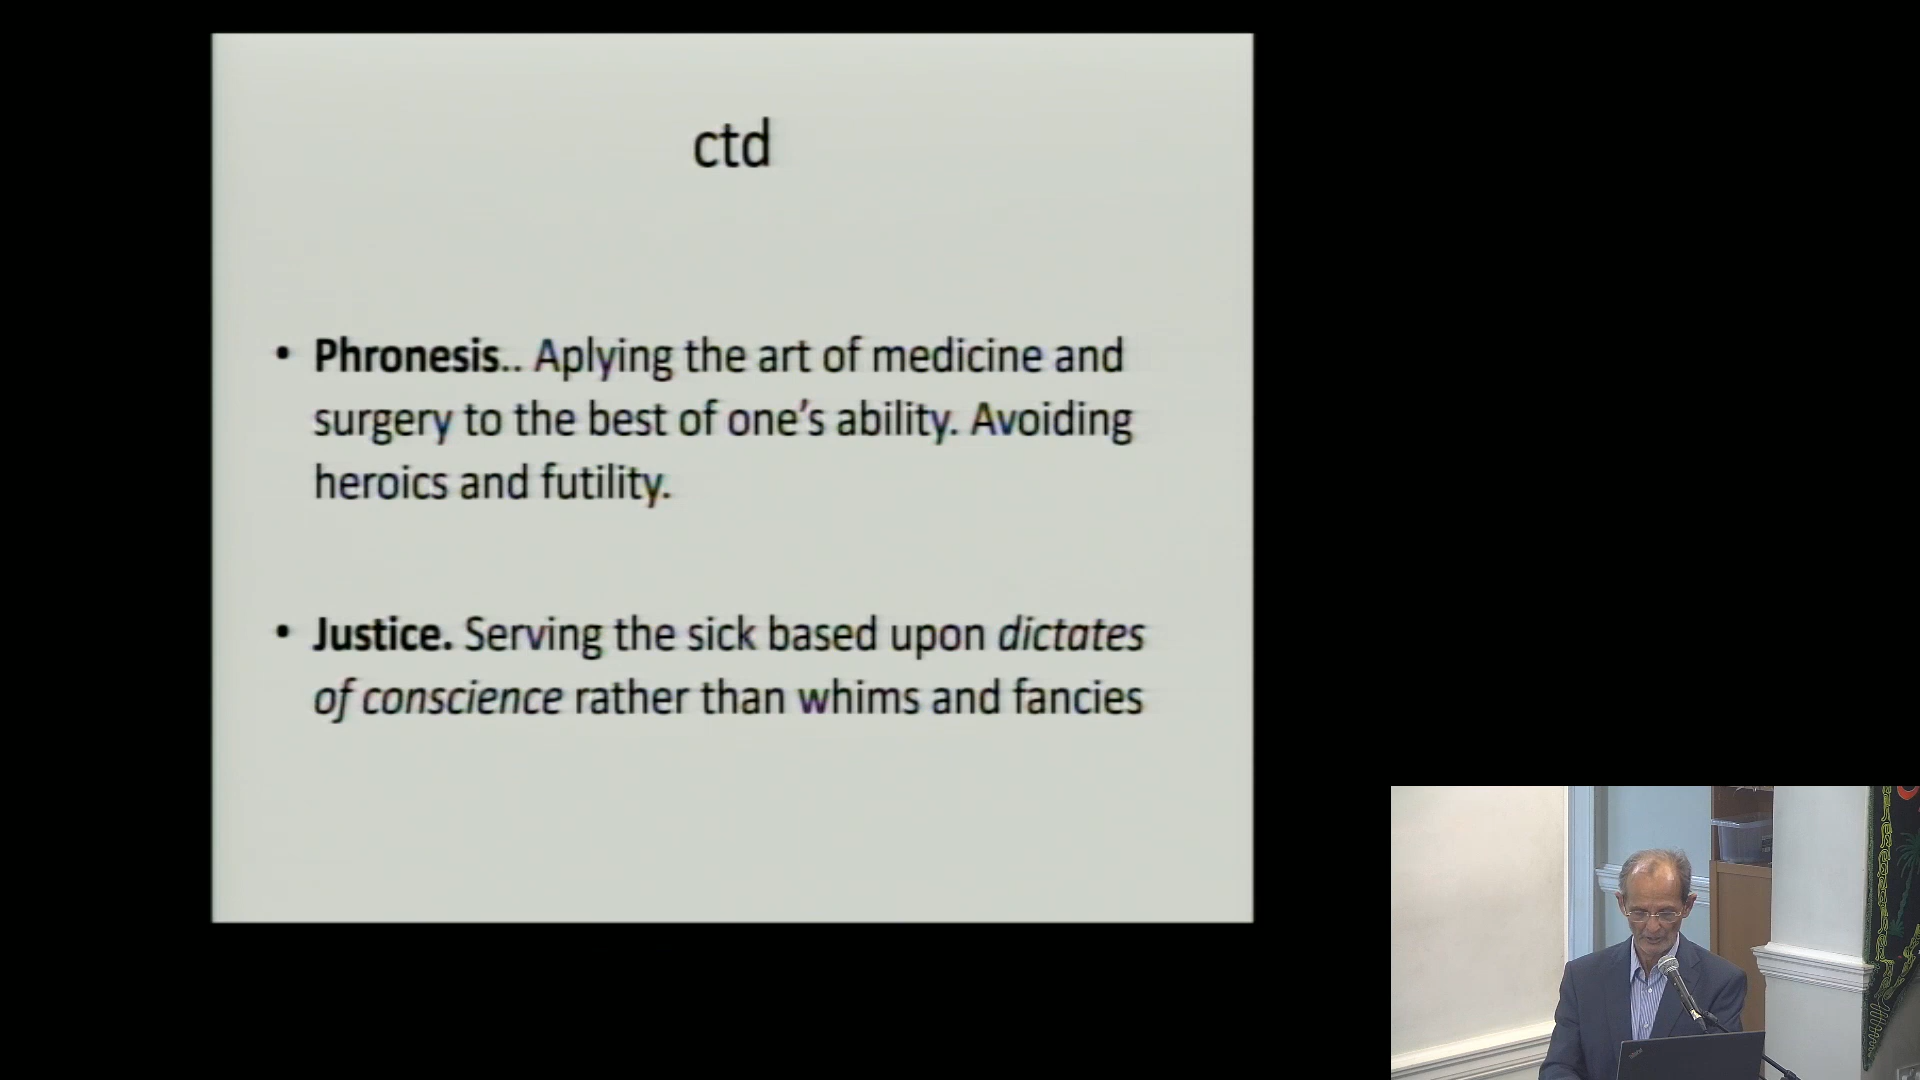 ctd
• Phronesis.. Aplying the art of medicine and
surgery to the best of one’s ability. Avoiding
heroics and futility.
• Justice. Serving the sick based upon dictates
of conscience rather than whims and fancies